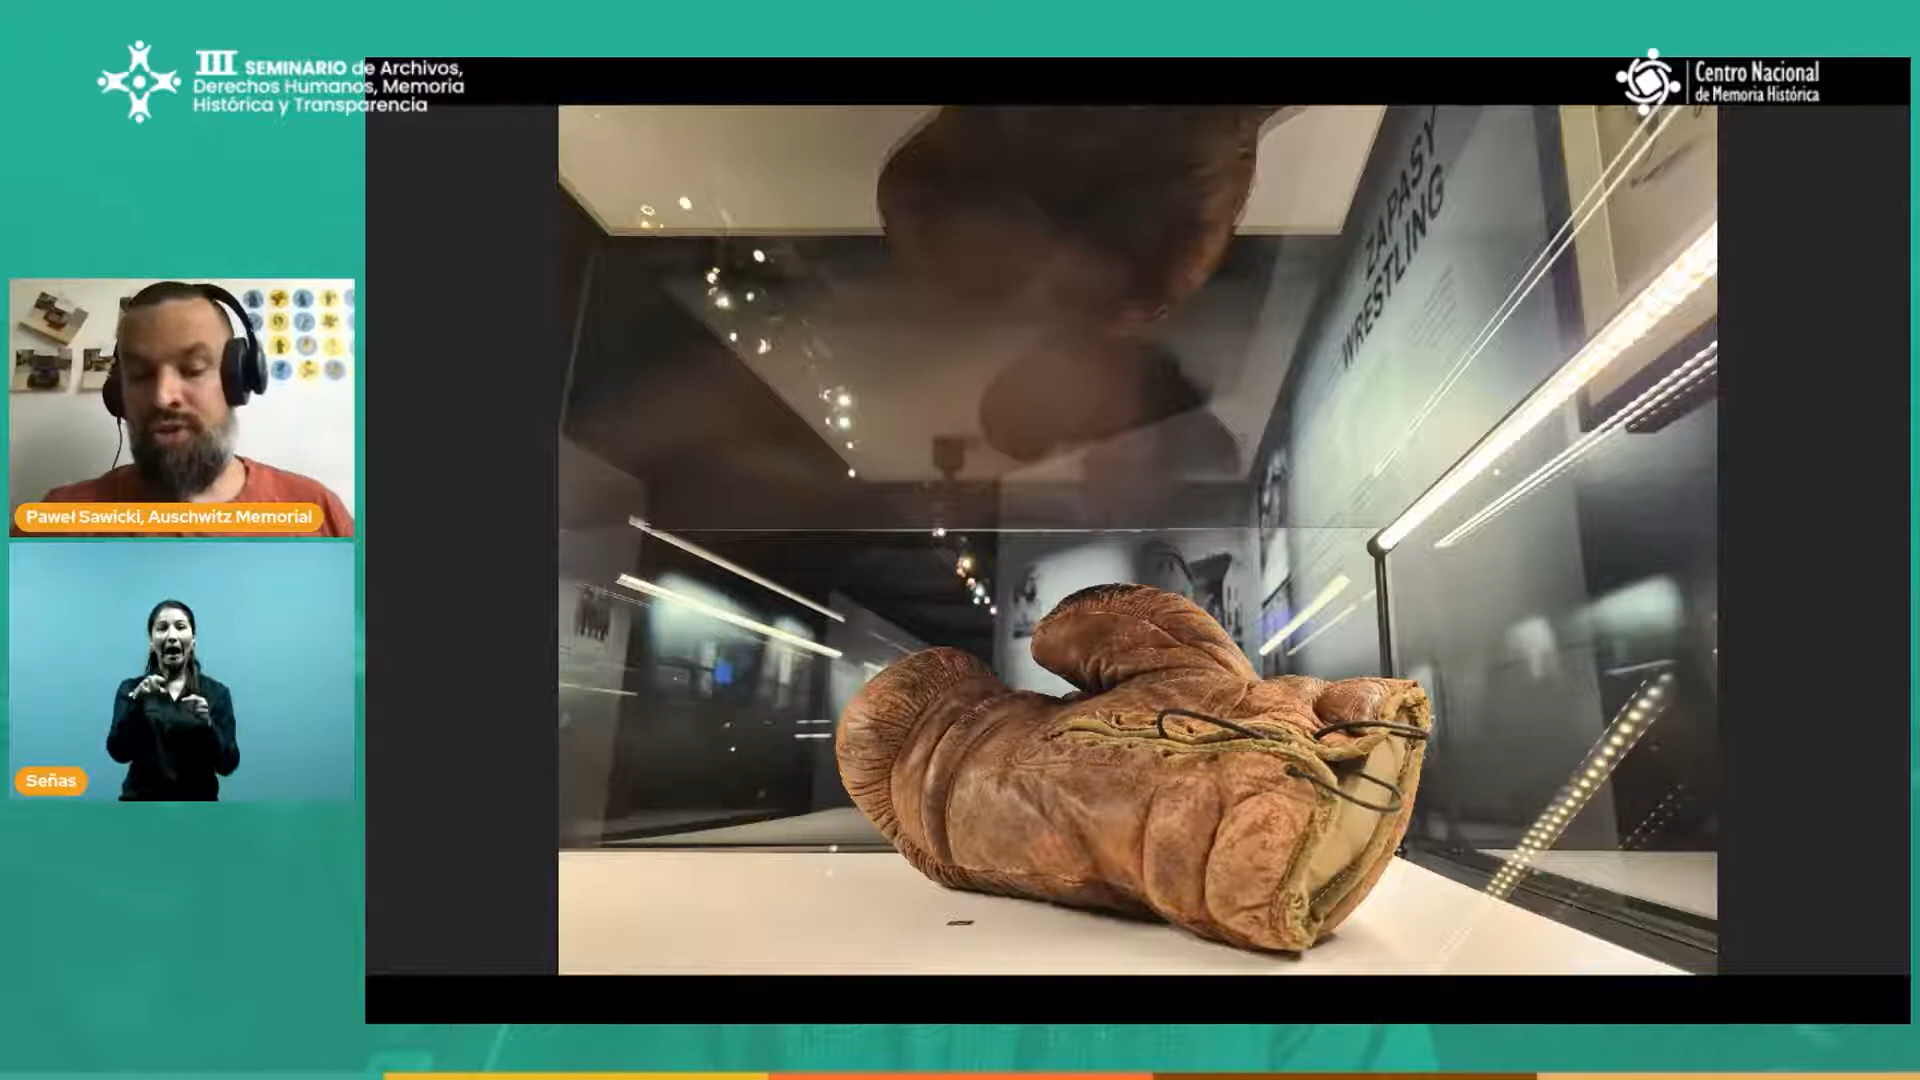 III SEMINARIO de Archivos,
Derechos Humanos, Memoria
Histórica y Transparencia
Centro Nacional
de Memoria Histórica
ZAPASY
WRESTLING
Paweł Sawicki, Auschwitz Memorial
Señas